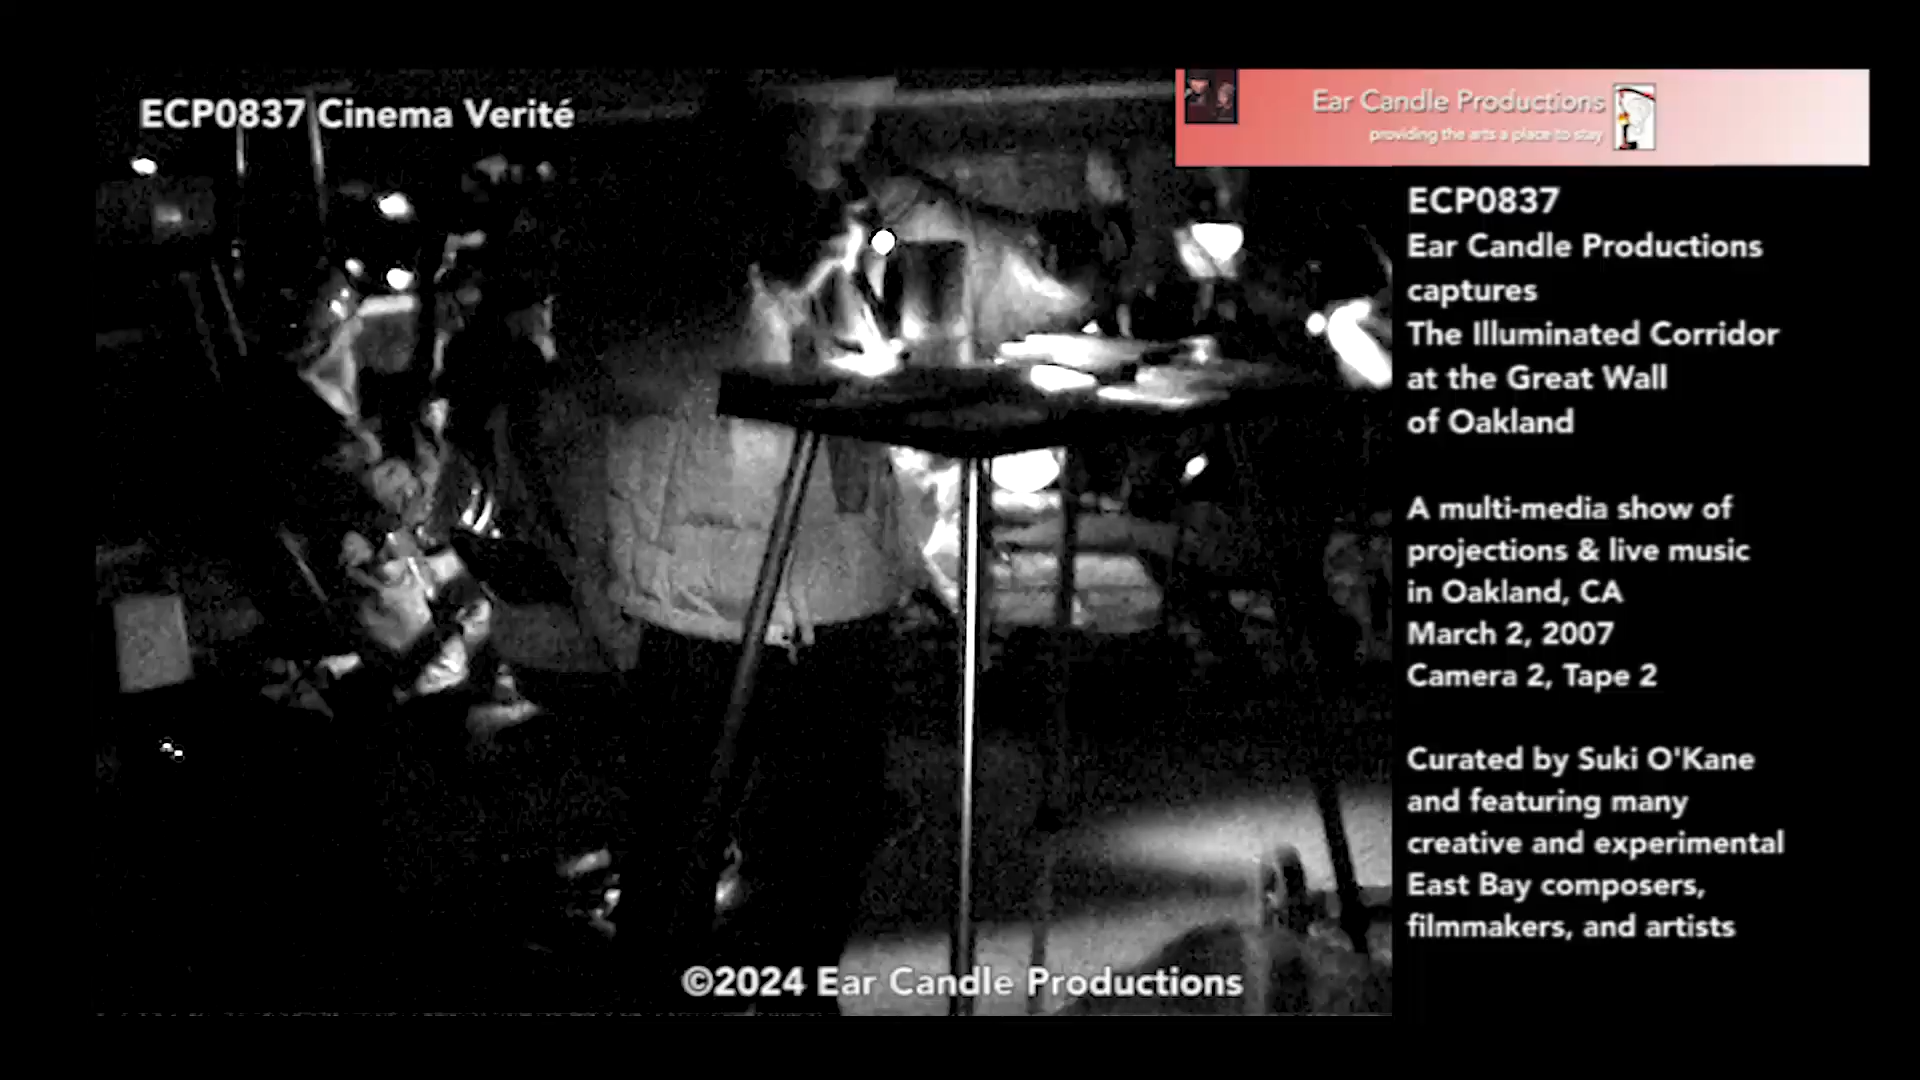 ECP0837 Cinema Verité
Ear Candle Productions
providing the arts a place to stay
ECP0837
Ear Candle Productions
captures
The Illuminated Corridor
at the Great Wall
of Oakland
A multi-media show of
projections & live music
in Oakland, CA
March 2, 2007
Camera 2, Tape 2
Curated by Suki O'Kane
and featuring many
creative and experimental
East Bay composers,
filmmakers, and artists
©2024 Ear Candle Productions